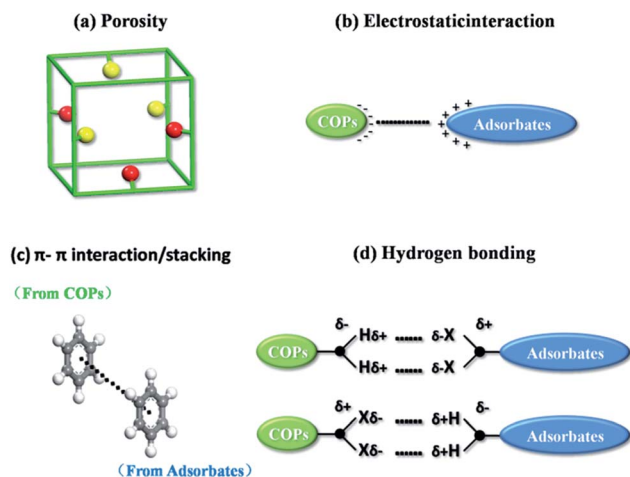 (a) Porosity
(b) Electrostaticinteraction
- - - - - -
+ + + + + + + +
COPs
Adsorbates
(c) π- π interaction/stacking
(From COPs)
(From Adsorbates)
(d) Hydrogen bonding
δ- δ+
Hδ+ δ-X
COPs Adsorbates
Hδ+ δ-X
δ+ δ-
Xδ- δ+H
COPs Adsorbates
Xδ- δ+H